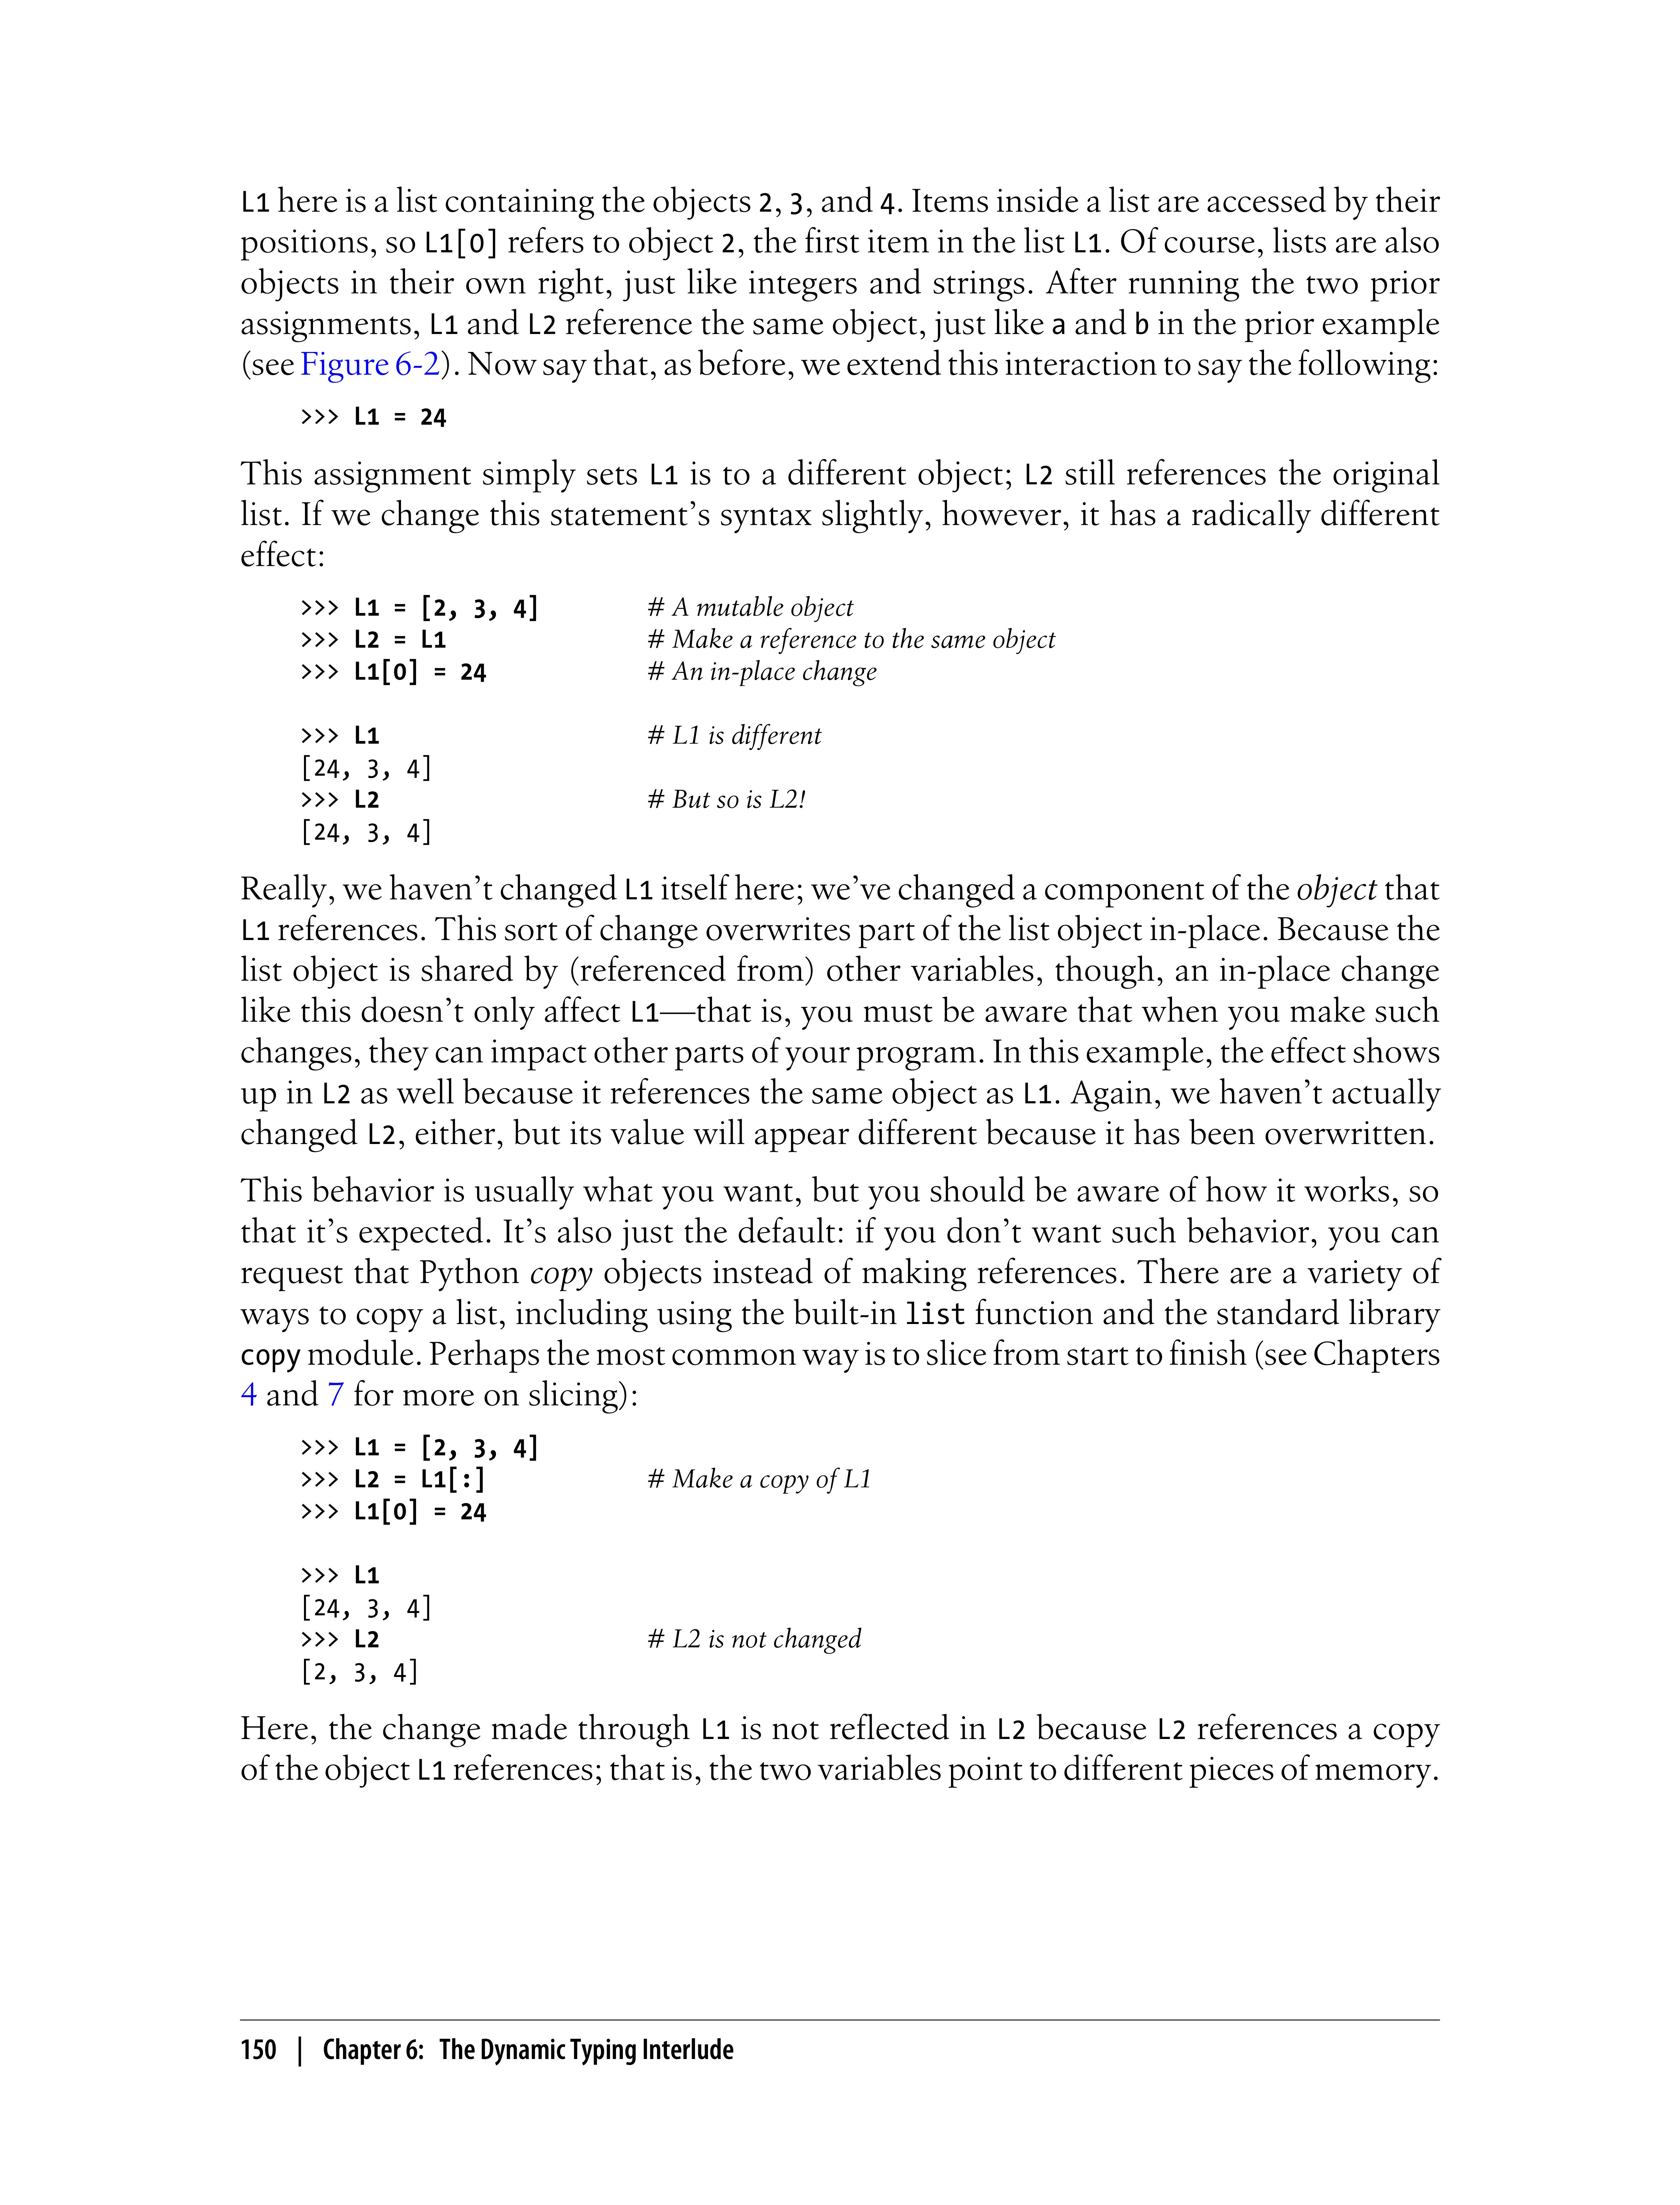 L1 here is a list containing the objects 2, 3, and 4. Items inside a list are accessed by their
positions, so L1[0] refers to object 2, the first item in the list L1. Of course, lists are also
objects in their own right, just like integers and strings. After running the two prior
assignments, L1 and L2 reference the same object, just like a and b in the prior example
(see Figure 6-2). Now say that, as before, we extend this interaction to say the following:
>>> L1 = 24
This assignment simply sets L1 is to a different object; L2 still references the original
list. If we change this statement’s syntax slightly, however, it has a radically different
effect:
>>> L1 = [2, 3, 4] # A mutable object
>>> L2 = L1 # Make a reference to the same object
>>> L1[0] = 24 # An in-place change
>>> L1 # L1 is different
[24, 3, 4]
>>> L2 # But so is L2!
[24, 3, 4]
Really, we haven’t changed L1 itself here; we’ve changed a component of the object that
L1 references. This sort of change overwrites part of the list object in-place. Because the
list object is shared by (referenced from) other variables, though, an in-place change
like this doesn’t only affect L1—that is, you must be aware that when you make such
changes, they can impact other parts of your program. In this example, the effect shows
up in L2 as well because it references the same object as L1. Again, we haven’t actually
changed L2, either, but its value will appear different because it has been overwritten.
This behavior is usually what you want, but you should be aware of how it works, so
that it’s expected. It’s also just the default: if you don’t want such behavior, you can
request that Python copy objects instead of making references. There are a variety of
ways to copy a list, including using the built-in list function and the standard library
copy module. Perhaps the most common way is to slice from start to finish (see Chapters
4 and 7 for more on slicing):
>>> L1 = [2, 3, 4]
>>> L2 = L1[:] # Make a copy of L1
>>> L1[0] = 24
>>> L1
[24, 3, 4]
>>> L2 # L2 is not changed
[2, 3, 4]
Here, the change made through L1 is not reflected in L2 because L2 references a copy
of the object L1 references; that is, the two variables point to different pieces of memory.
150 | Chapter 6: The Dynamic Typing Interlude